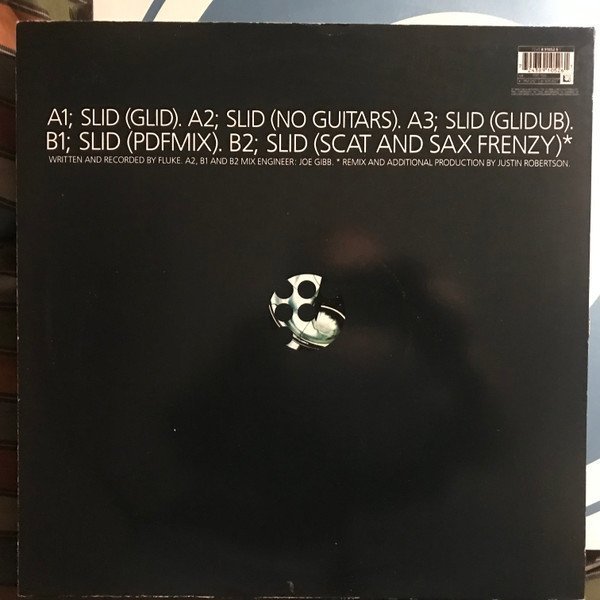 A1; SLID (GLID). A2; SLID (NO GUITARS). A3; SLID (GLIDUB).
B1; SLID (PDFMIX). B2; SLID (SCAT AND SAX FRENZY)*
WRITTEN AND RECORDED BY FLUKE. A2, B1 AND B2 MIX ENGINEER: JOE GIBB. * REMIX AND ADDITIONAL PRODUCTION BY JUSTIN ROBERTSON.